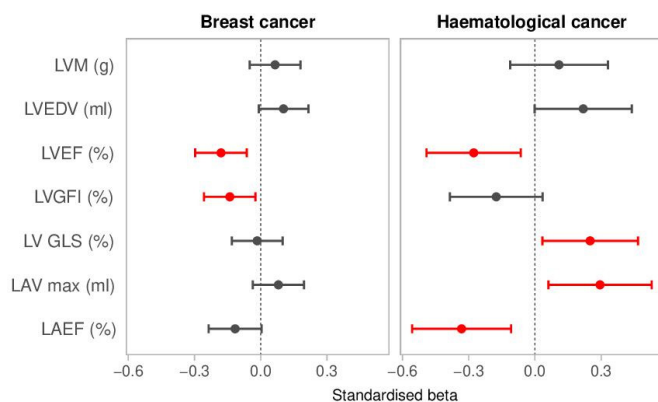 Breast cancer
Haematological cancer
LVM (g)
LVEDV (ml)
LVEF (%)
LVGFI (%)
LV GLS (%)
LAV max (ml)
LAEF (%)
−0.6 −0.3 0.0 0.3 −0.6 −0.3 0.0 0.3
Standardised beta